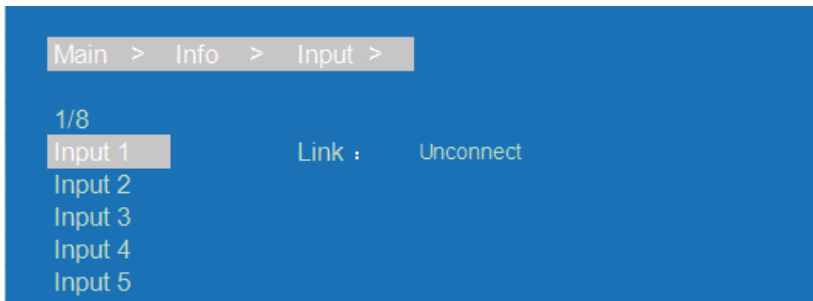 Main > Info > Input >
1/8
Input 1 Link : Unconnect
Input 2
Input 3
Input 4
Input 5